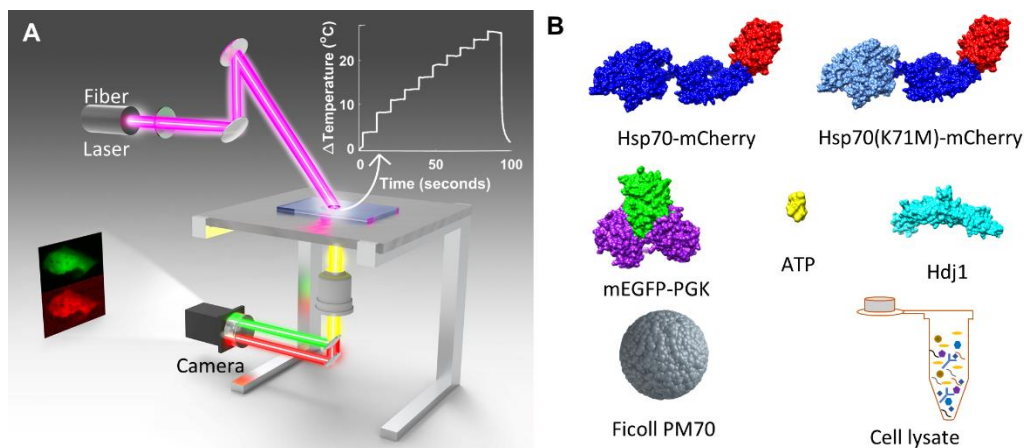 A
Fiber
Laser
ΔTemperature (°C)
20
10
0
0
50
100
Time (seconds)
Camera
B
Hsp70-mCherry
Hsp70(K71M)-mCherry
mEGFP-PGK
ATP
Hdj1
Ficoll PM70
Cell lysate